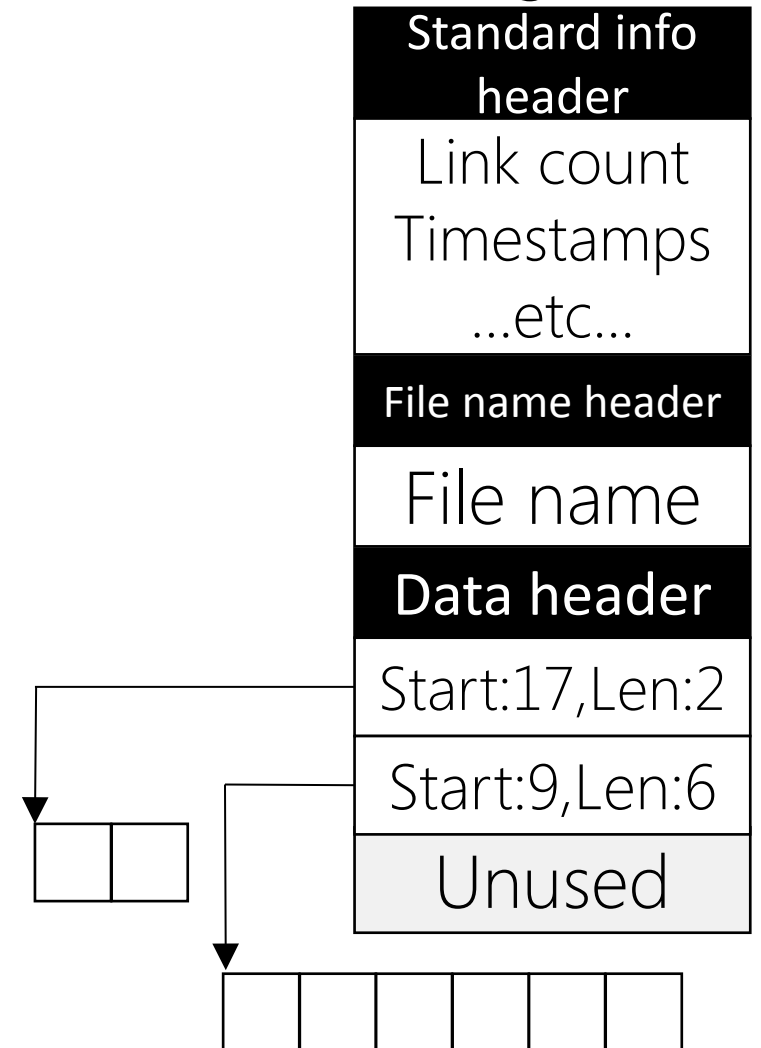 Standard info
header
Link count
Timestamps
...etc...
File name header
File name
Data header
Start:17,Len:2
Start:9,Len:6
Unused